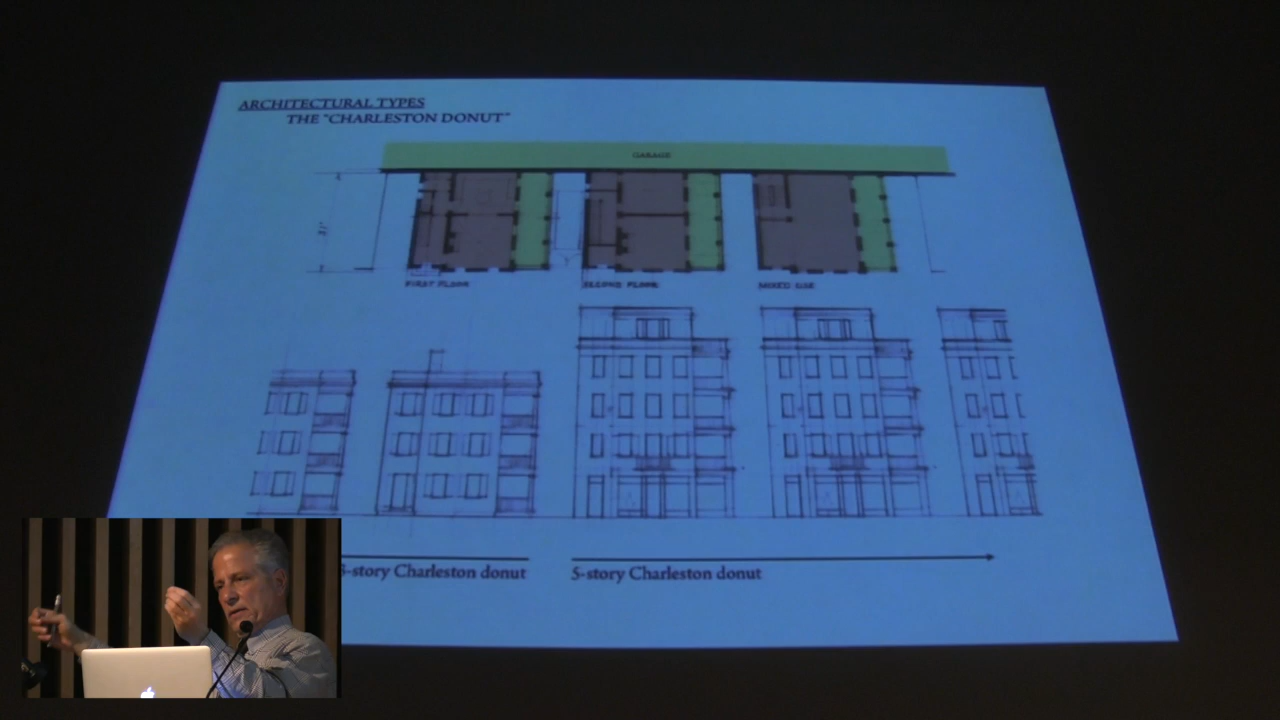 ARCHITECTURAL TYPES
THE "CHARLESTON DONUT"
GARAGE
FIRST FLOOR
SECOND FLOOR
MIXED USE
3-story Charleston donut
5-story Charleston donut